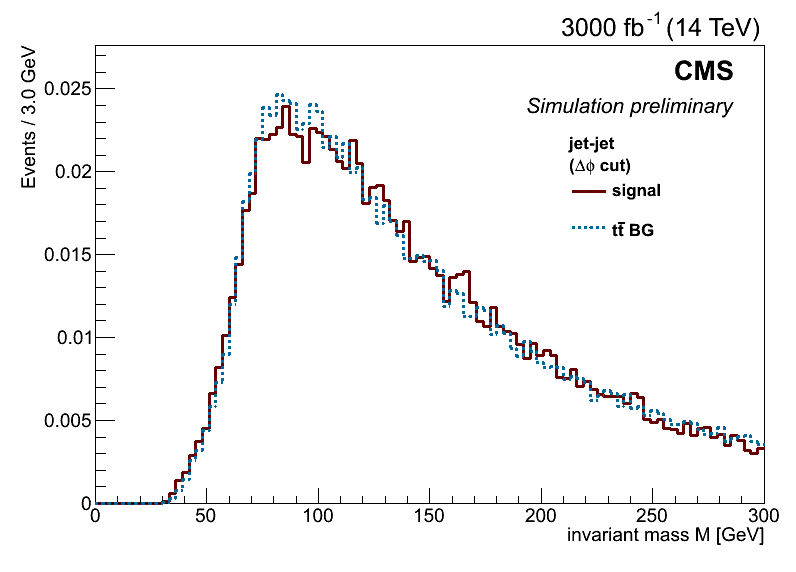 3000 fb⁻¹ (14 TeV)
CMS
Simulation preliminary
jet-jet
(Δϕ cut)
signal
tt̄ BG
Events / 3.0 GeV
0.025
0.02
0.015
0.01
0.005
0
0 50 100 150 200 250 300
invariant mass M [GeV]